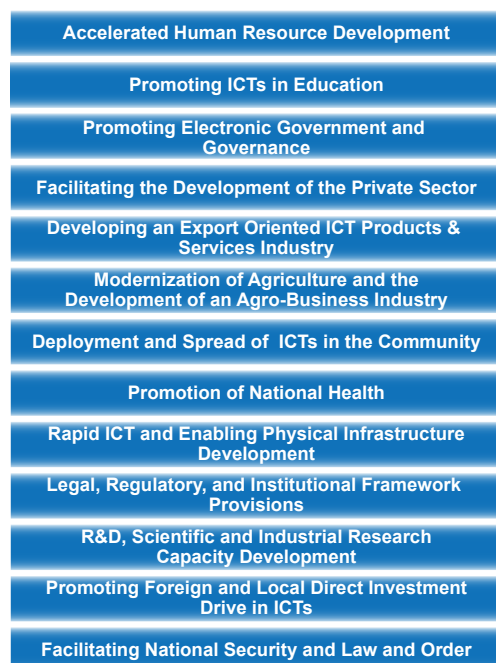 Accelerated Human Resource Development
Promoting ICTs in Education
Promoting Electronic Government and
Governance
Facilitating the Development of the Private Sector
Developing an Export Oriented ICT Products &
Services Industry
Modernization of Agriculture and the
Development of an Agro-Business Industry
Deployment and Spread of ICTs in the Community
Promotion of National Health
Rapid ICT and Enabling Physical Infrastructure
Development
Legal, Regulatory, and Institutional Framework
Provisions
R&D, Scientific and Industrial Research
Capacity Development
Promoting Foreign and Local Direct Investment
Drive in ICTs
Facilitating National Security and Law and Order